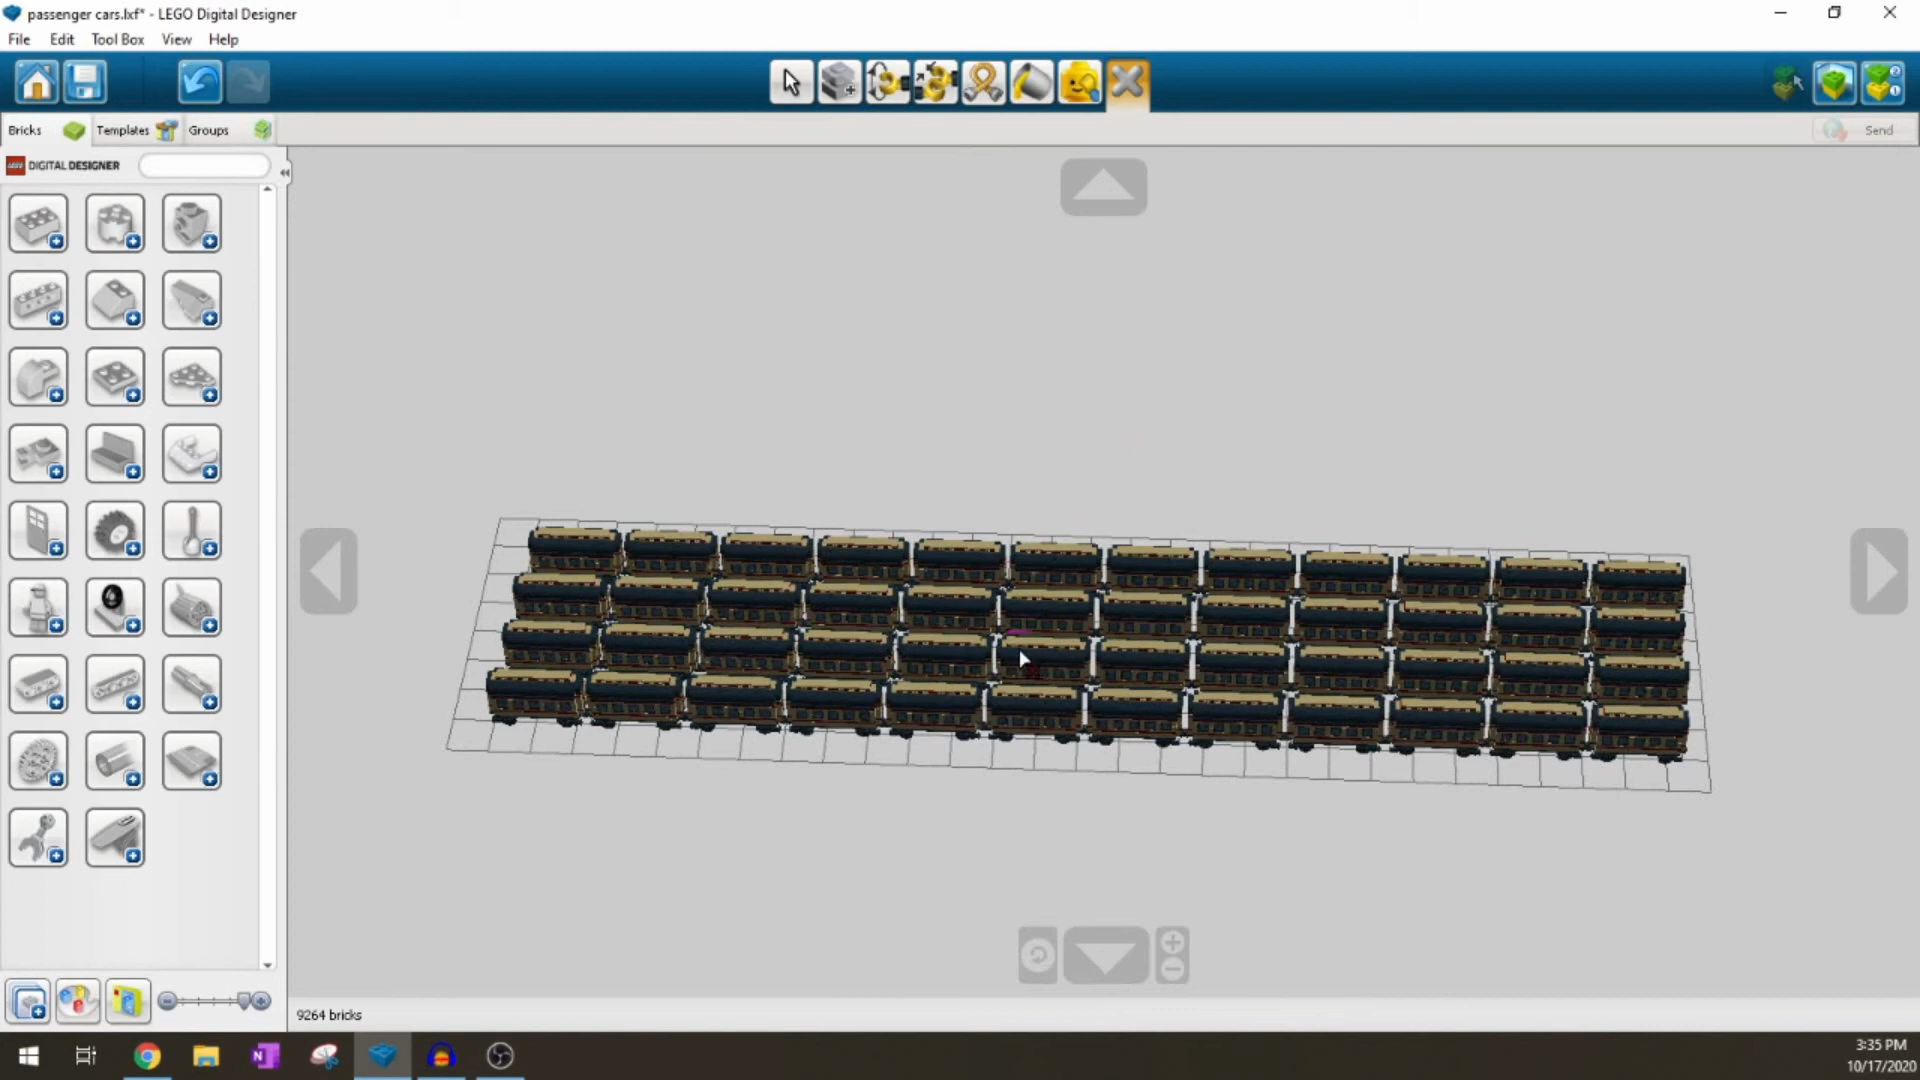 passenger cars.lxf* - LEGO Digital Designer
File Edit Tool Box View Help
Bricks Templates Groups
Send
LEGO DIGITAL DESIGNER
9264 bricks
3:35 PM
10/17/2020